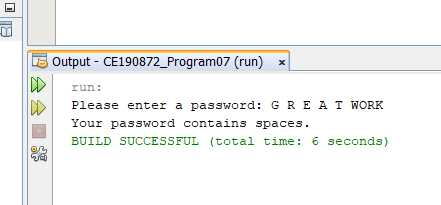 Output - CE190872_Program07 (run) ×
run:
Please enter a password: G R E A T WORK
Your password contains spaces.
BUILD SUCCESSFUL (total time: 6 seconds)